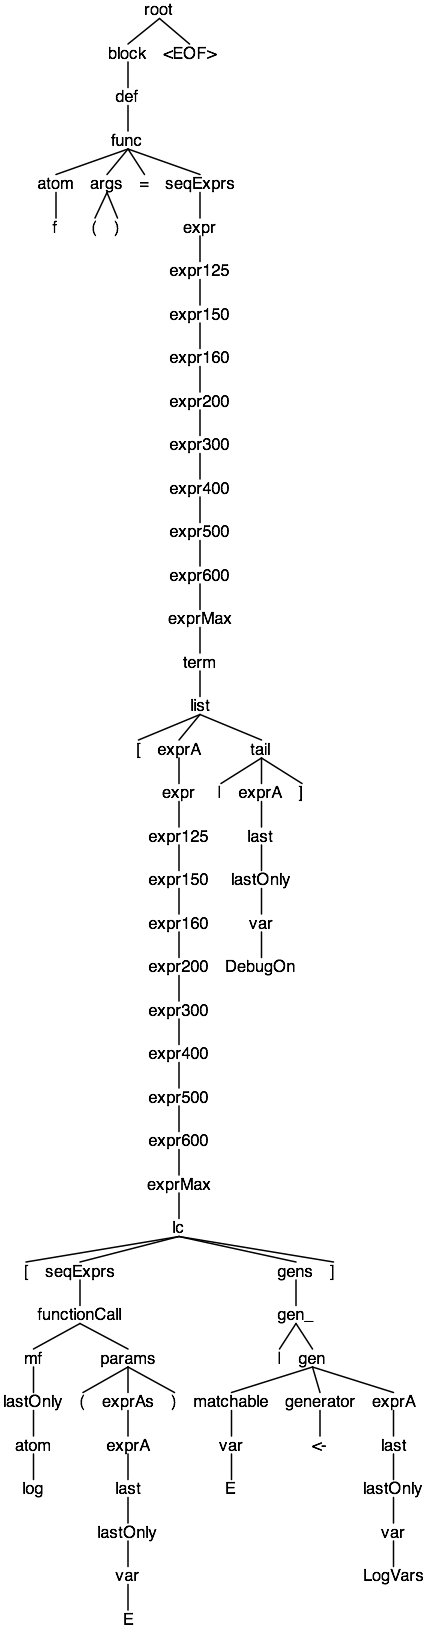 root
block <EOF>
def
func
atom args = seqExprs
f ( ) expr
expr125
expr150
expr160
expr200
expr300
expr400
expr500
expr600
exprMax
term
list
[ exprA tail
expr | exprA ]
expr125 last
expr150 lastOnly
expr160 var
expr200 DebugOn
expr300
expr400
expr500
expr600
exprMax
lc
[ seqExprs gens ]
functionCall gen_
mf params | gen
lastOnly ( exprAs ) matchable generator exprA
atom exprA var <- last
log last E lastOnly
lastOnly var
var LogVars
E